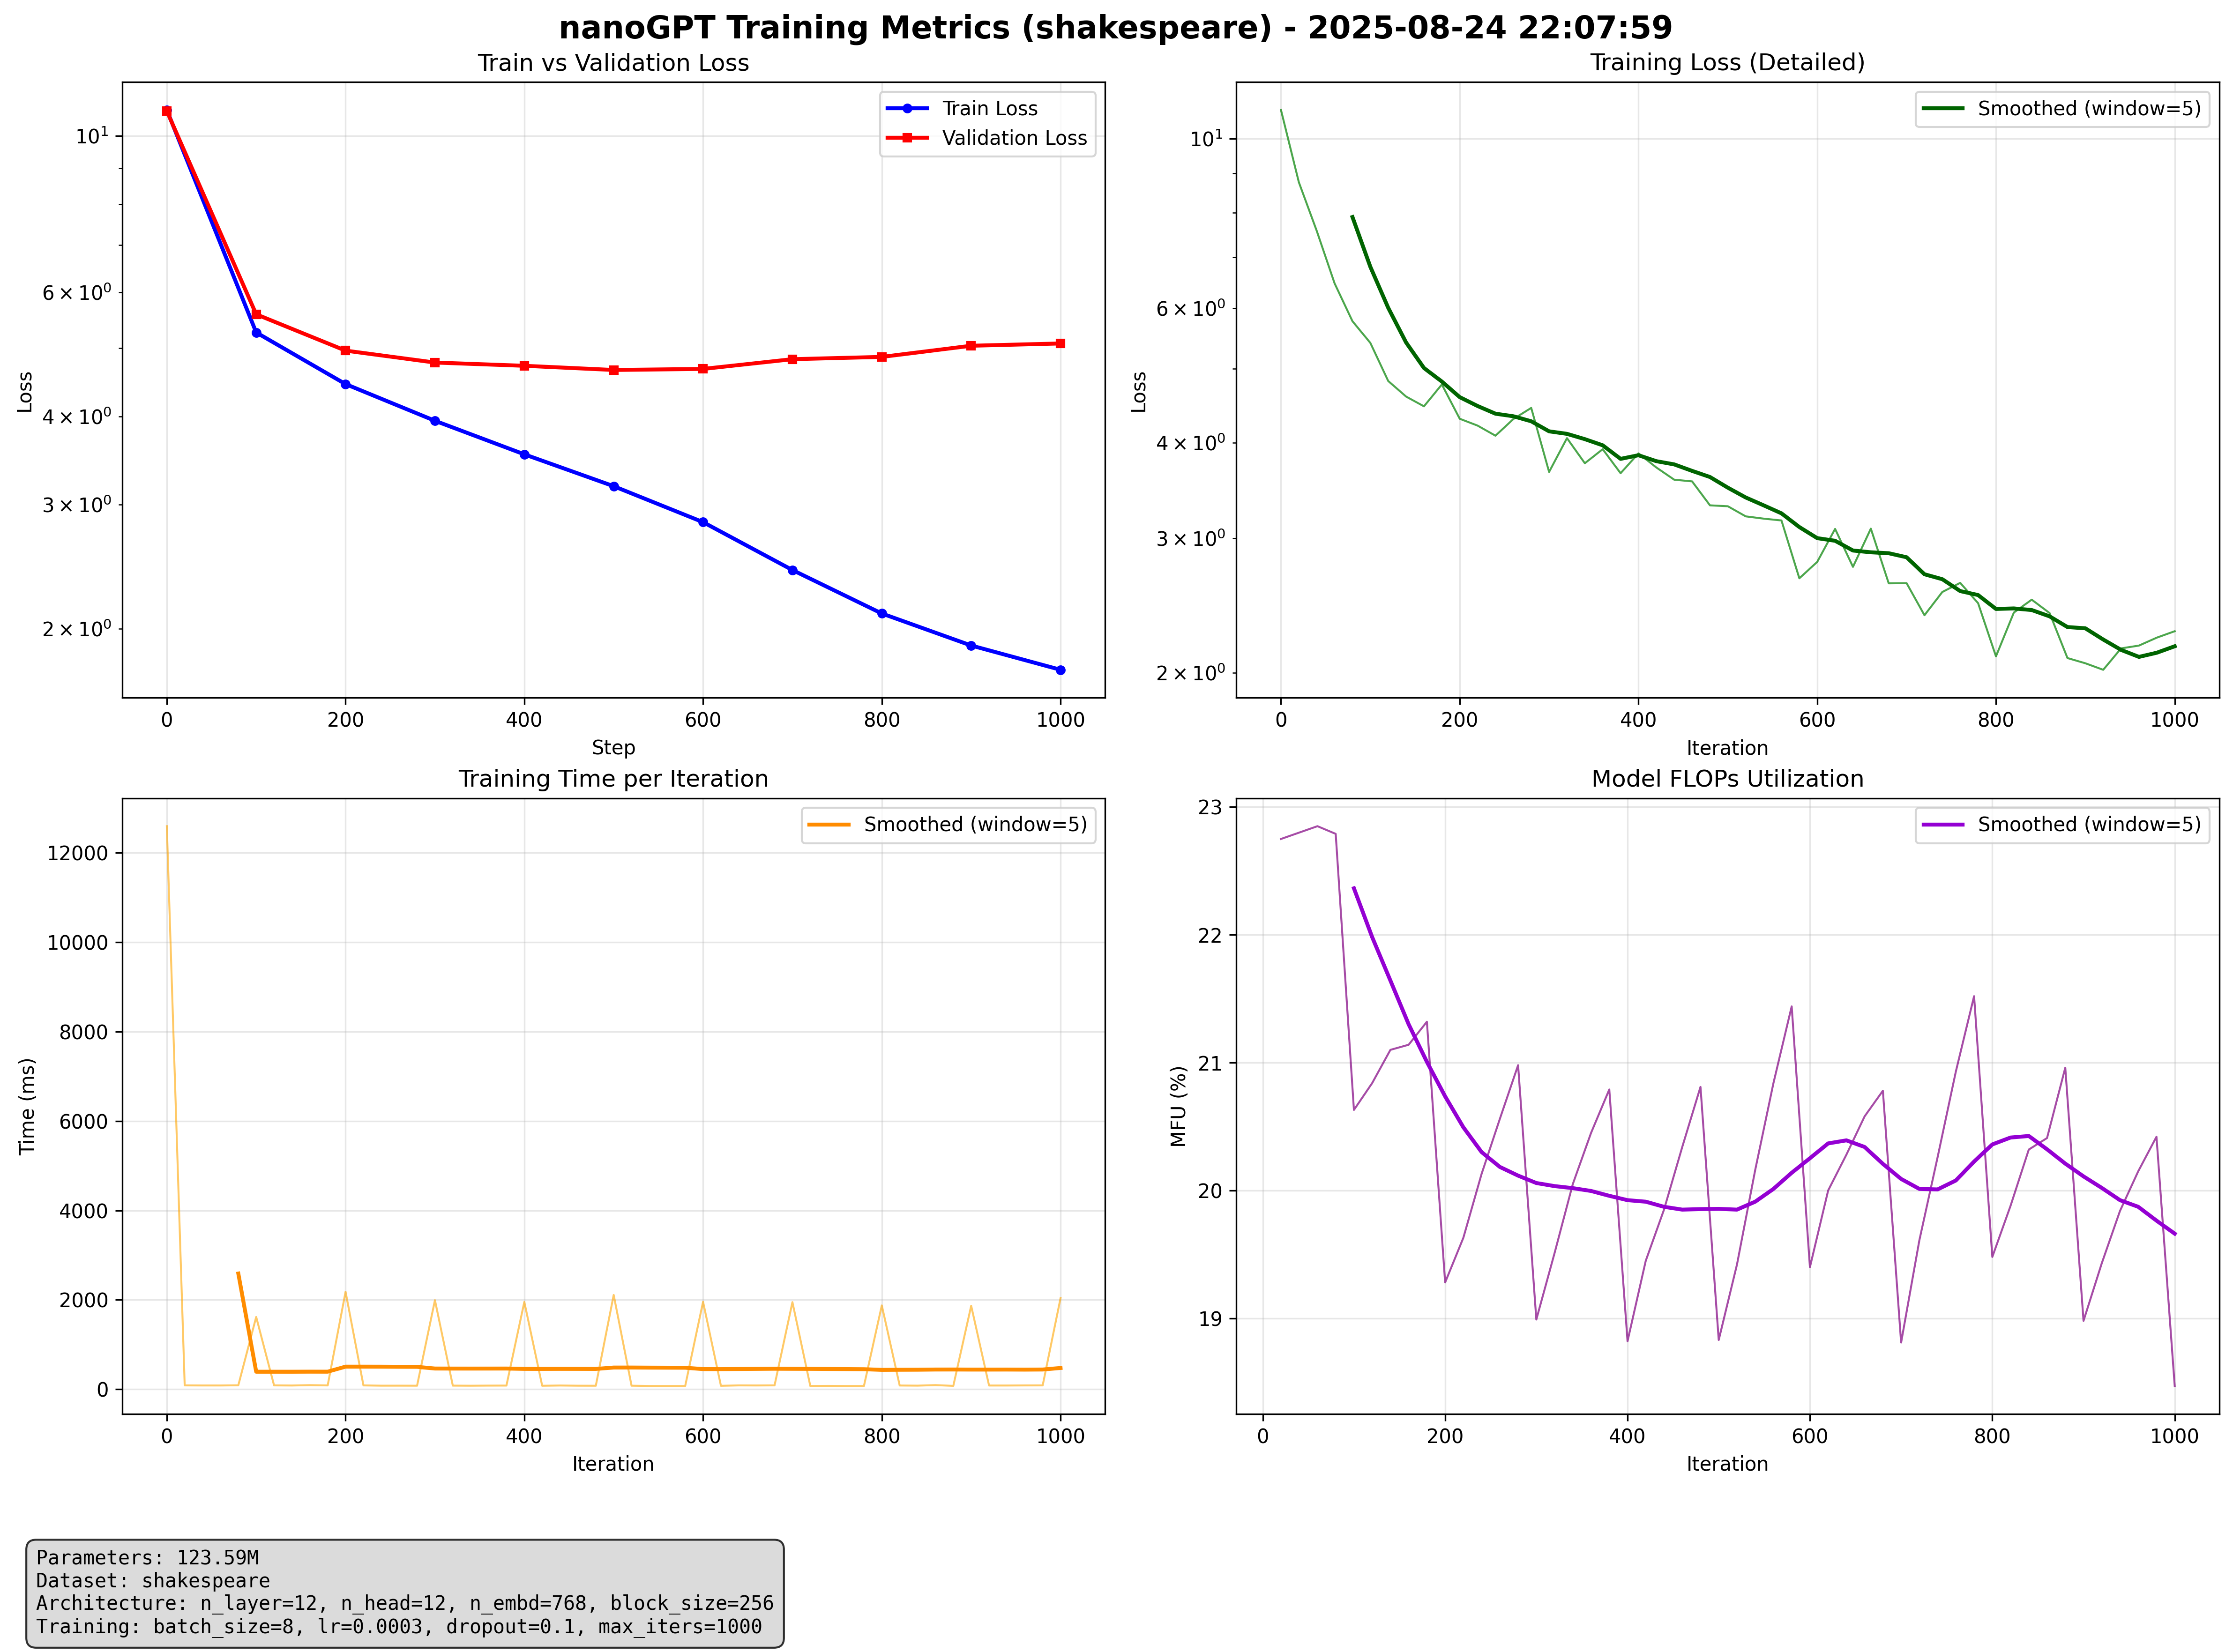 nanoGPT Training Metrics (shakespeare) - 2025-08-24 22:07:59
Train vs Validation Loss
Train Loss
Validation Loss
10¹
6 × 10⁰
4 × 10⁰
3 × 10⁰
2 × 10⁰
Loss
0 200 400 600 800 1000
Step
Training Loss (Detailed)
Smoothed (window=5)
10¹
6 × 10⁰
4 × 10⁰
3 × 10⁰
2 × 10⁰
Loss
0 200 400 600 800 1000
Iteration
Training Time per Iteration
Smoothed (window=5)
12000
10000
8000
6000
4000
2000
0
Time (ms)
0 200 400 600 800 1000
Iteration
Model FLOPs Utilization
Smoothed (window=5)
23
22
21
20
19
MFU (%)
0 200 400 600 800 1000
Iteration
Parameters: 123.59M
Dataset: shakespeare
Architecture: n_layer=12, n_head=12, n_embd=768, block_size=256
Training: batch_size=8, lr=0.0003, dropout=0.1, max_iters=1000